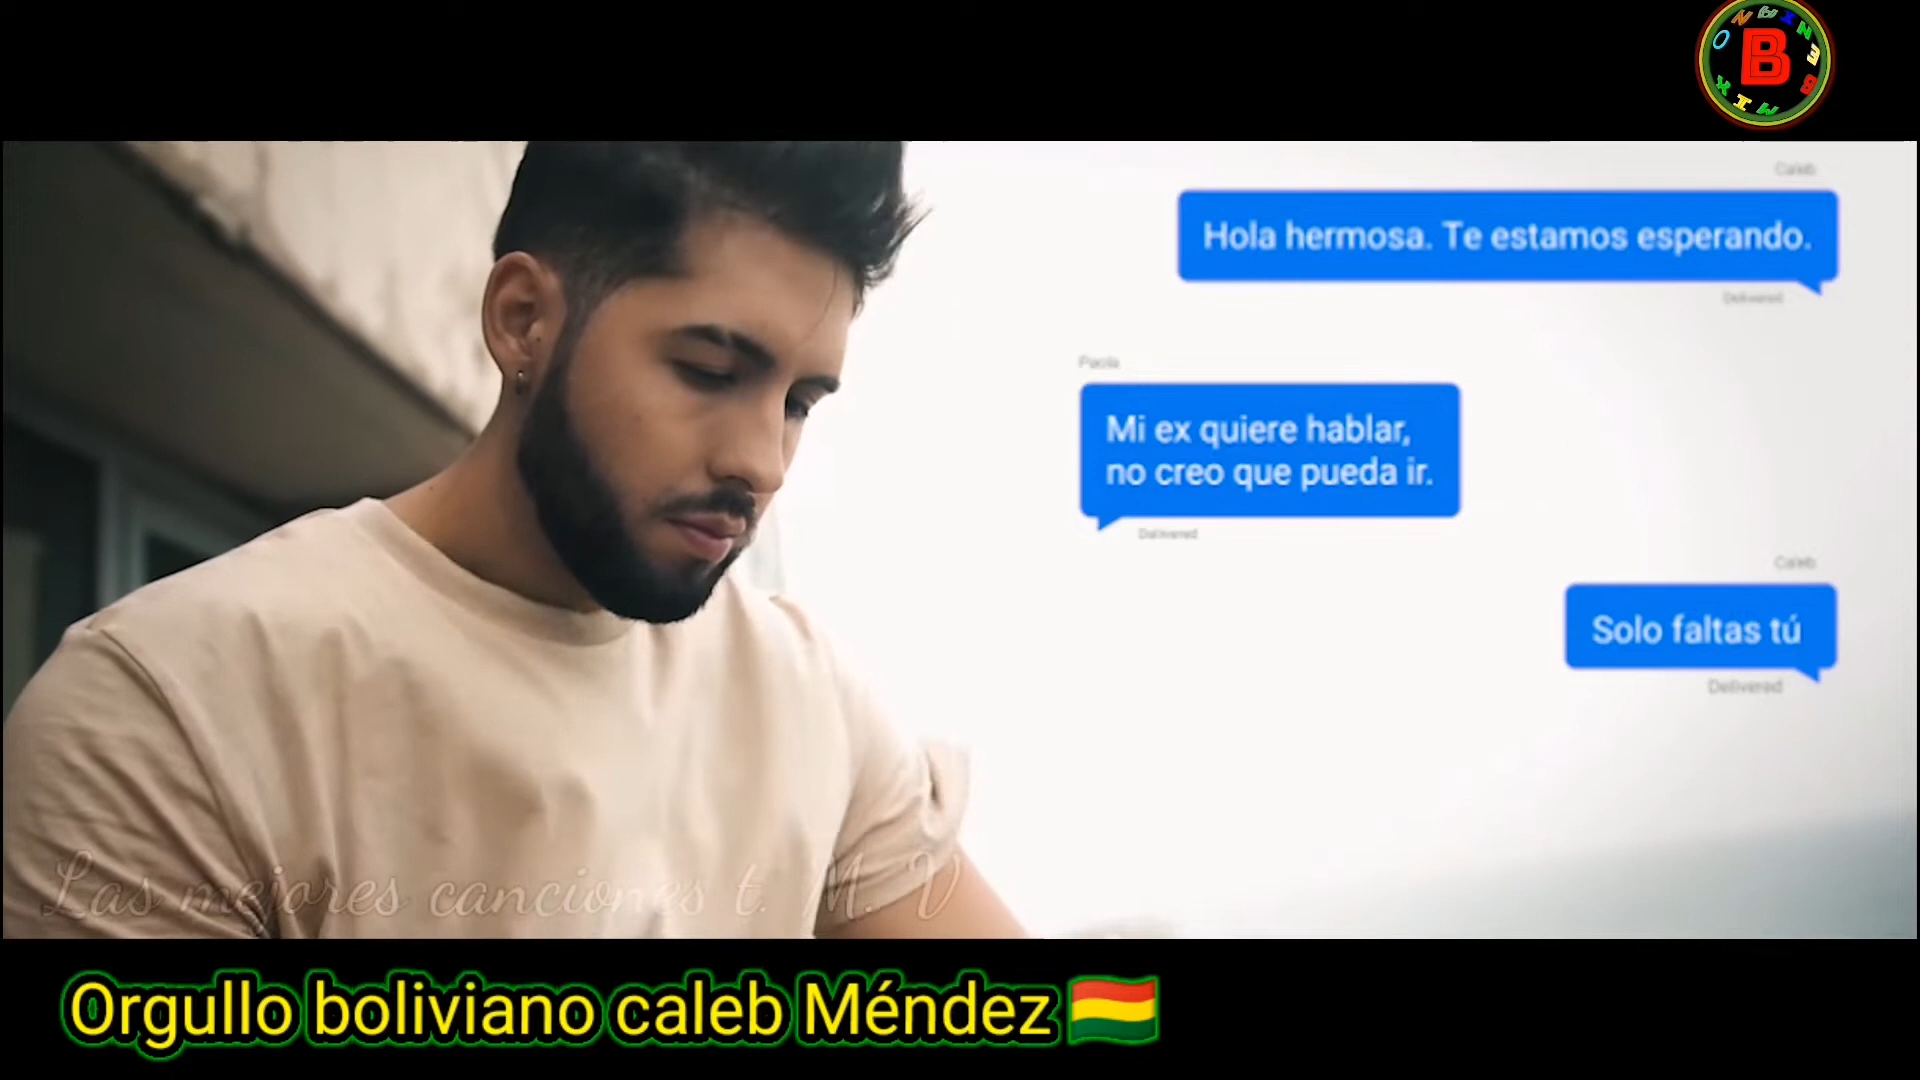 B
Caleb
Hola hermosa. Te estamos esperando.
Delivered
Paola
Mi ex quiere hablar,
no creo que pueda ir.
Delivered
Caleb
Solo faltas tú
Delivered
Las mejores canciones t. M. V
Orgullo boliviano caleb Méndez